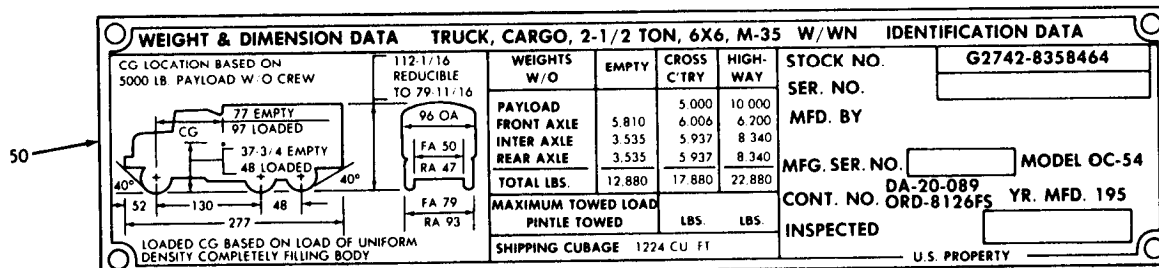 WEIGHT & DIMENSION DATA TRUCK, CARGO, 2-1/2 TON, 6X6, M-35 W/WN IDENTIFICATION DATA
CG LOCATION BASED ON
5000 LB. PAYLOAD W/O CREW
77 EMPTY
97 LOADED
CG
37-3/4 EMPTY
48 LOADED
40°
40°
52
130
48
277
LOADED CG BASED ON LOAD OF UNIFORM
DENSITY COMPLETELY FILLING BODY
112-1/16
REDUCIBLE
TO 79-11/16
96 OA
FA 50
RA 47
FA 79
RA 93
WEIGHTS W/O EMPTY CROSS C'TRY HIGH-WAY
PAYLOAD 5.000 10 000
FRONT AXLE 5.810 6.006 6.200
INTER AXLE 3.535 5.937 8 340
REAR AXLE 3.535 5 937 8 340
TOTAL LBS. 12.880 17.880 22.880
MAXIMUM TOWED LOAD
PINTLE TOWED LBS. LBS.
SHIPPING CUBAGE 1224 CU FT
STOCK NO. G2742-8358464
SER. NO.
MFD. BY
MFG. SER. NO. MODEL OC-54
CONT. NO. DA-20-089
ORD-8126FS YR. MFD. 195
INSPECTED
U.S. PROPERTY
50